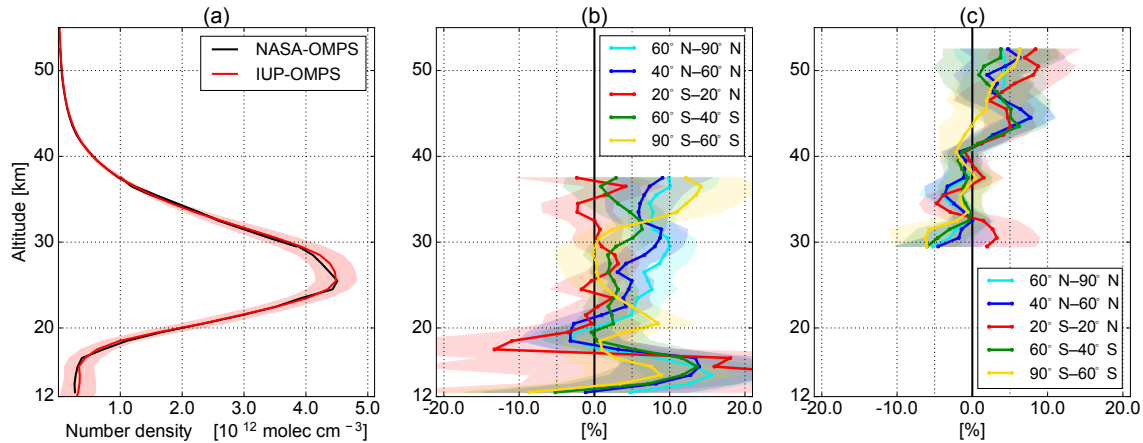 (a)
(b)
(c)
NASA-OMPS
IUP-OMPS
Altitude [km]
50
40
30
20
12
1.0 2.0 3.0 4.0 5.0
Number density [10 12 molec cm −3]
60° N–90° N
40° N–60° N
20° S–20° N
60° S–40° S
90° S–60° S
50
40
30
20
12
-20.0 -10.0 0.0 10.0 20.0
[%]
50
40
30
20
12
60° N–90° N
40° N–60° N
20° S–20° N
60° S–40° S
90° S–60° S
-20.0 -10.0 0.0 10.0 20.0
[%]